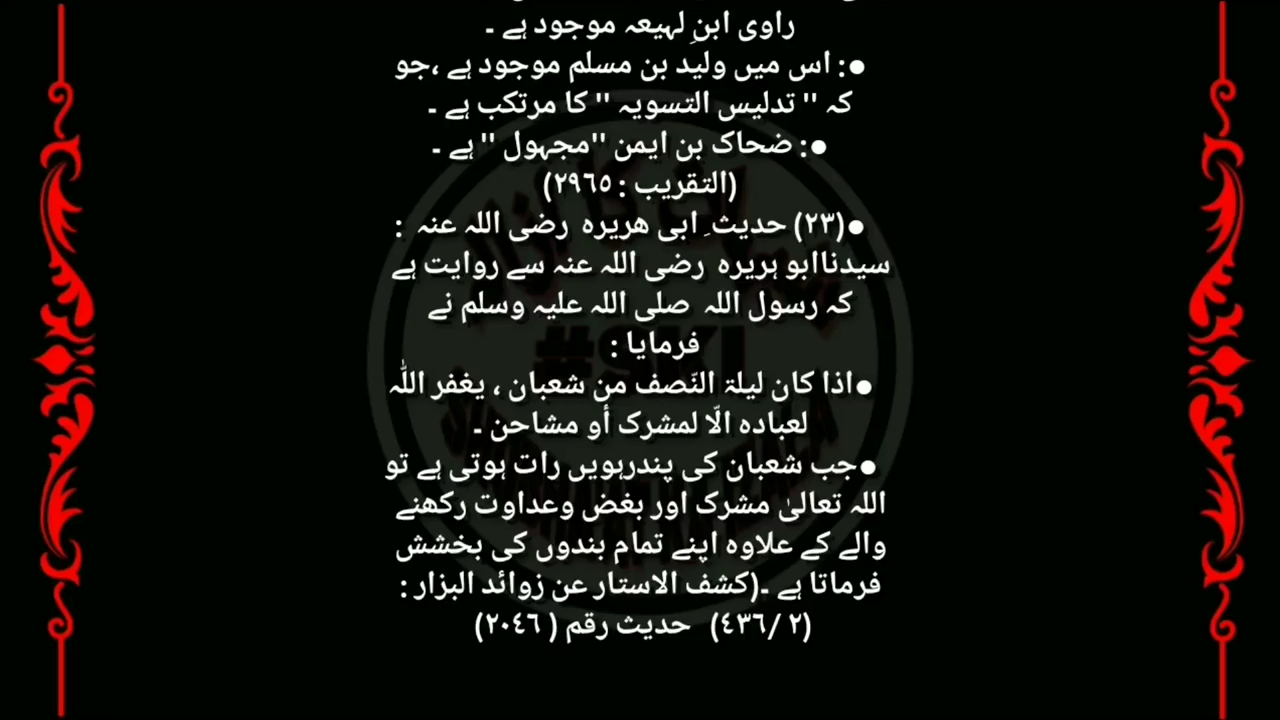 راوی ابنِ لہیعہ موجود ہے ۔
●: اس میں ولید بن مسلم موجود ہے ،جو
کہ '' تدلیس التسویہ '' کا مرتکب ہے ۔
●: ضحاک بن ایمن ''مجہول '' ہے ۔
(التقریب : ٢٩٦٥)
●(٢٣) حدیث ِ ابی ھریرہ رضی اللہ عنہ :
سیدناابو ہریرہ رضی اللہ عنہ سے روایت ہے
کہ رسول اللہ صلی اللہ علیہ وسلم نے
فرمایا :
●اذا کان لیلۃ النّصف من شعبان ، یغفر اللّٰہ
لعبادہ الّا لمشرک أو مشاحن ۔
●جب شعبان کی پندرہویں رات ہوتی ہے تو
اللہ تعالیٰ مشرک اور بغض وعداوت رکھنے
والے کے علاوہ اپنے تمام بندوں کی بخشش
فرماتا ہے ۔(کشف الاستار عن زوائد البزار :
(٢ /٤٣٦) حدیث رقم ( ٢٠٤٦)
#SKI